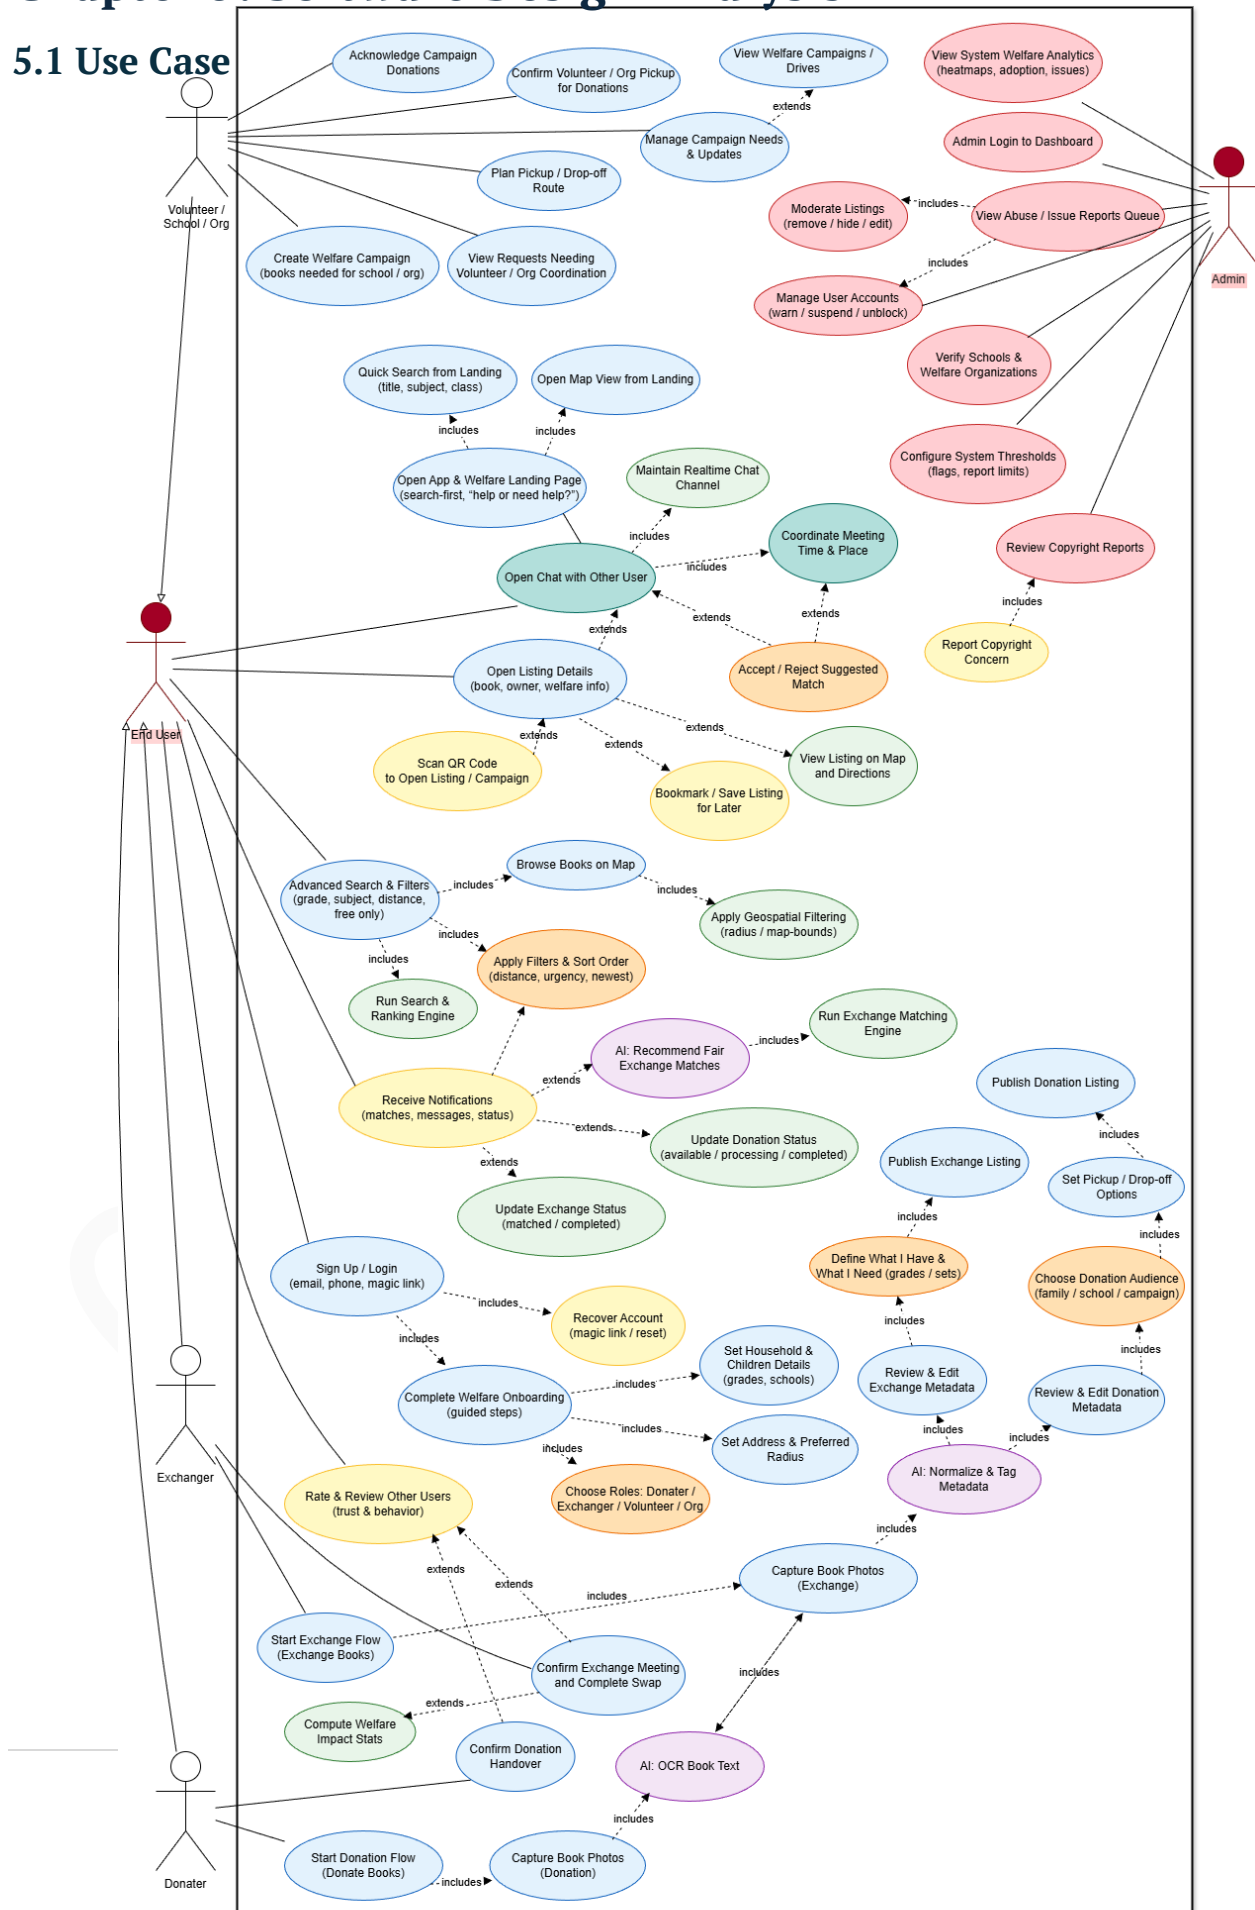 5.1 Use Case
Acknowledge Campaign
Donations
Confirm Volunteer / Org Pickup
for Donations
View Welfare Campaigns /
Drives
View System Welfare Analytics
(heatmaps, adoption, issues)
extends
Manage Campaign Needs
& Updates
Admin Login to Dashboard
Plan Pickup / Drop-off
Route
Volunteer /
School / Org
Moderate Listings
(remove / hide / edit)
includes
View Abuse / Issue Reports Queue
Create Welfare Campaign
(books needed for school / org)
View Requests Needing
Volunteer / Org Coordination
includes
Admin
Manage User Accounts
(warn / suspend / unblock)
Verify Schools &
Welfare Organizations
Quick Search from Landing
(title, subject, class)
Open Map View from Landing
includes
includes
Configure System Thresholds
(flags, report limits)
Open App & Welfare Landing Page
(search-first, “help or need help?”)
Maintain Realtime Chat
Channel
includes
Coordinate Meeting
Time & Place
Review Copyright Reports
includes
Open Chat with Other User
includes
extends
extends
extends
Report Copyright
Concern
Open Listing Details
(book, owner, welfare info)
Accept / Reject Suggested
Match
End User
extends
extends
extends
Scan QR Code
to Open Listing / Campaign
View Listing on Map
and Directions
Bookmark / Save Listing
for Later
Browse Books on Map
Advanced Search & Filters
(grade, subject, distance,
free only)
includes
includes
Apply Geospatial Filtering
(radius / map-bounds)
includes
includes
Apply Filters & Sort Order
(distance, urgency, newest)
Run Search &
Ranking Engine
Run Exchange Matching
Engine
AI: Recommend Fair
Exchange Matches
includes
extends
Publish Donation Listing
Receive Notifications
(matches, messages, status)
extends
Update Donation Status
(available / processing / completed)
includes
extends
Publish Exchange Listing
Set Pickup / Drop-off
Options
Update Exchange Status
(matched / completed)
includes
includes
Sign Up / Login
(email, phone, magic link)
Define What I Have &
What I Need (grades / sets)
Choose Donation Audience
(family / school / campaign)
includes
Recover Account
(magic link / reset)
includes
includes
includes
Set Household &
Children Details
(grades, schools)
Complete Welfare Onboarding
(guided steps)
includes
Review & Edit
Exchange Metadata
Review & Edit Donation
Metadata
includes
includes
includes
includes
Set Address & Preferred
Radius
Exchanger
AI: Normalize & Tag
Metadata
Choose Roles: Donater /
Exchanger / Volunteer / Org
Rate & Review Other Users
(trust & behavior)
includes
extends
extends
includes
Capture Book Photos
(Exchange)
Start Exchange Flow
(Exchange Books)
Confirm Exchange Meeting
and Complete Swap
includes
extends
Compute Welfare
Impact Stats
Confirm Donation
Handover
AI: OCR Book Text
includes
Start Donation Flow
(Donate Books)
includes
Capture Book Photos
(Donation)
Donater